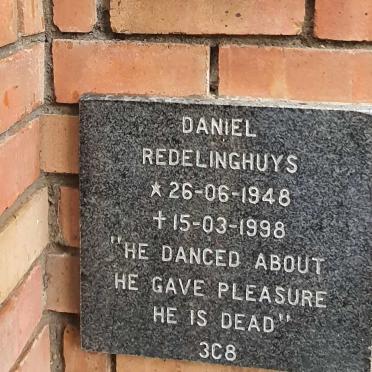 DANIEL
REDELINGHUYS
* 26-06-1948
✝ 15-03-1998
"HE DANCED ABOUT
HE GAVE PLEASURE
HE IS DEAD"
3C8